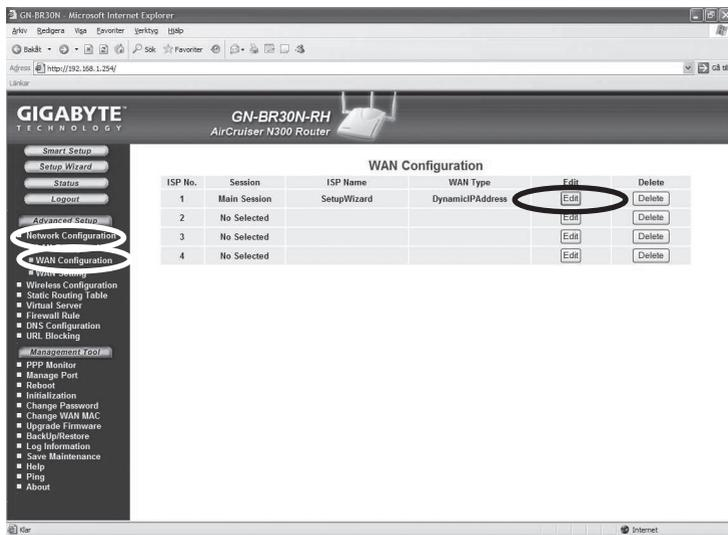 GN-BR30N - Microsoft Internet Explorer
Arkiv Redigera Visa Favoriter Verktyg Hjälp
Bakåt Sök Favoriter
Adress http://192.168.1.254/ Gå til
Länkar
GIGABYTE™
TECHNOLOGY
GN-BR30N-RH
AirCruiser N300 Router
Smart Setup
Setup Wizard
Status
Logout
Advanced Setup
Network Configuration
WAN Configuration
WAN Setting
Wireless Configuration
Static Routing Table
Virtual Server
Firewall Rule
DNS Configuration
URL Blocking
Management Tool
PPP Monitor
Manage Port
Reboot
Initialization
Change Password
Change WAN MAC
Upgrade Firmware
BackUp/Restore
Log Information
Save Maintenance
Help
Ping
About
WAN Configuration
ISP No. Session ISP Name WAN Type Edit Delete
1 Main Session SetupWizard DynamicIPAddress Edit Delete
2 No Selected Edit Delete
3 No Selected Edit Delete
4 No Selected Edit Delete
Klar Internet